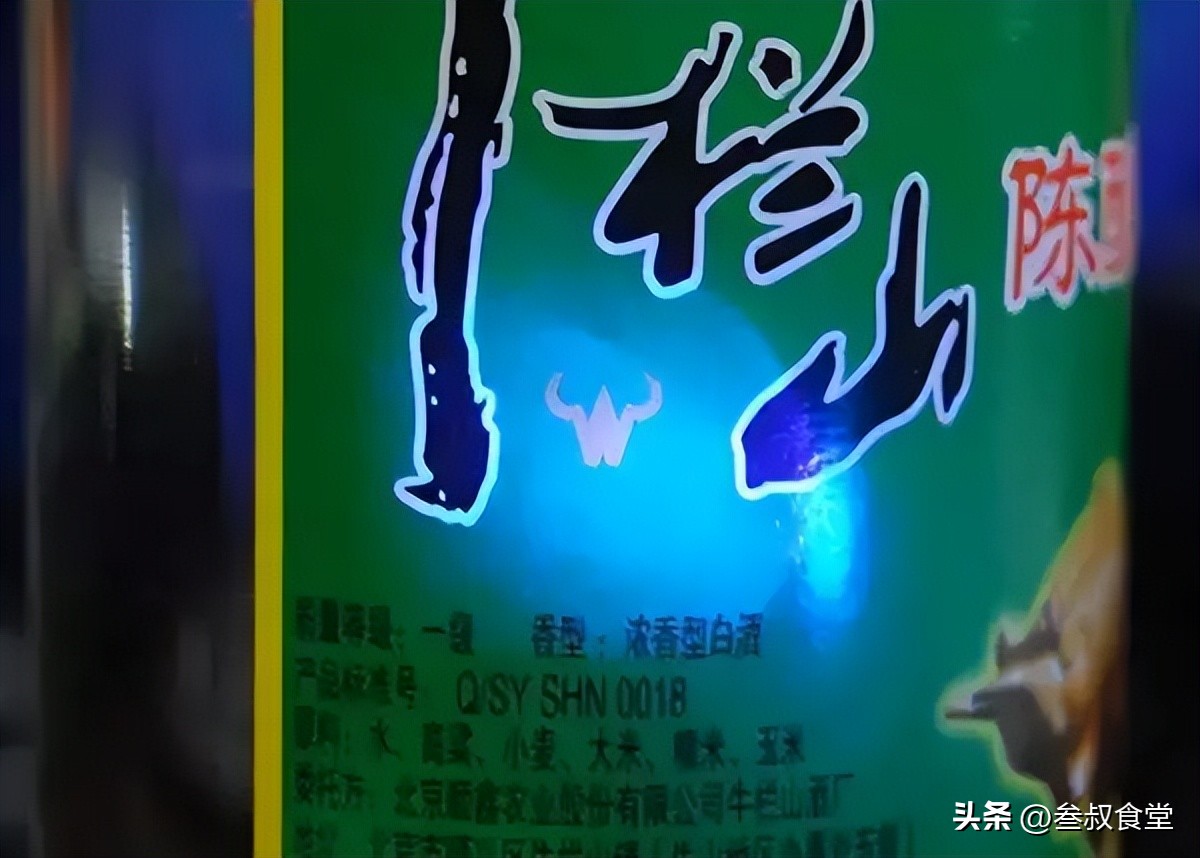 牛栏山
陈
质量等级：一级 香型：浓香型白酒
产品标准号 Q/SY SHN 0018
原料：水、高粱、小麦、大米、糯米、玉米
委托方：北京顺鑫农业股份有限公司牛栏山酒厂
头条 @叁叔食堂